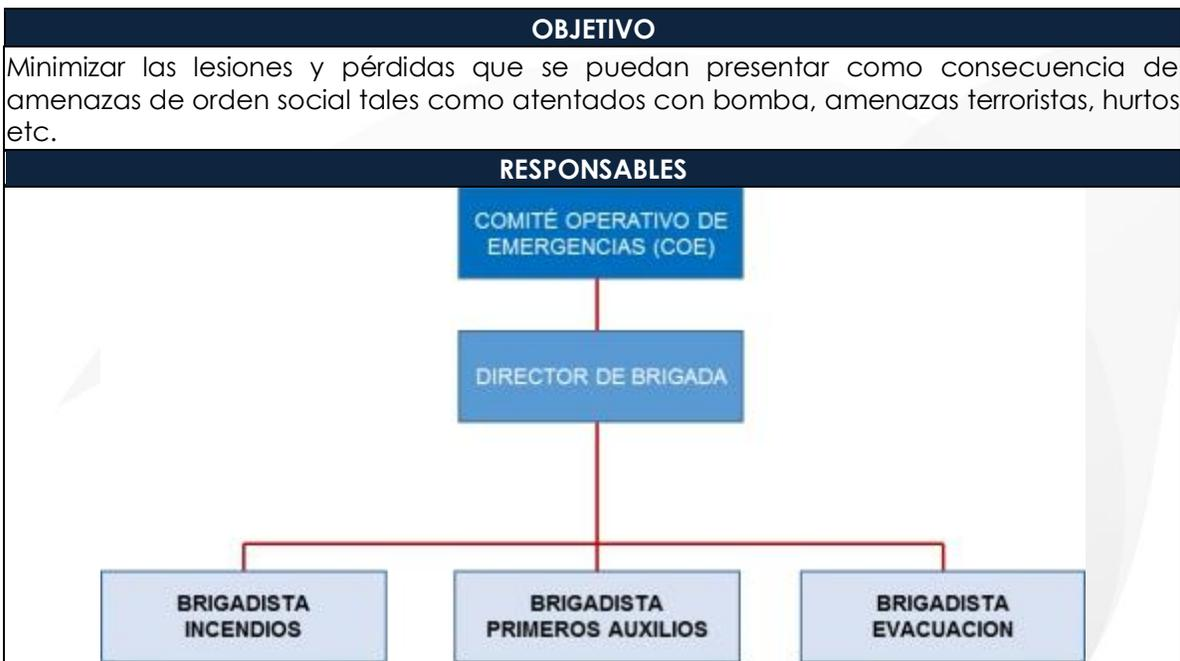 OBJETIVO
Minimizar las lesiones y pérdidas que se puedan presentar como consecuencia de
amenazas de orden social tales como atentados con bomba, amenazas terroristas, hurtos
etc.
RESPONSABLES
COMITÉ OPERATIVO DE
EMERGENCIAS (COE)
DIRECTOR DE BRIGADA
BRIGADISTA
INCENDIOS
BRIGADISTA
PRIMEROS AUXILIOS
BRIGADISTA
EVACUACION